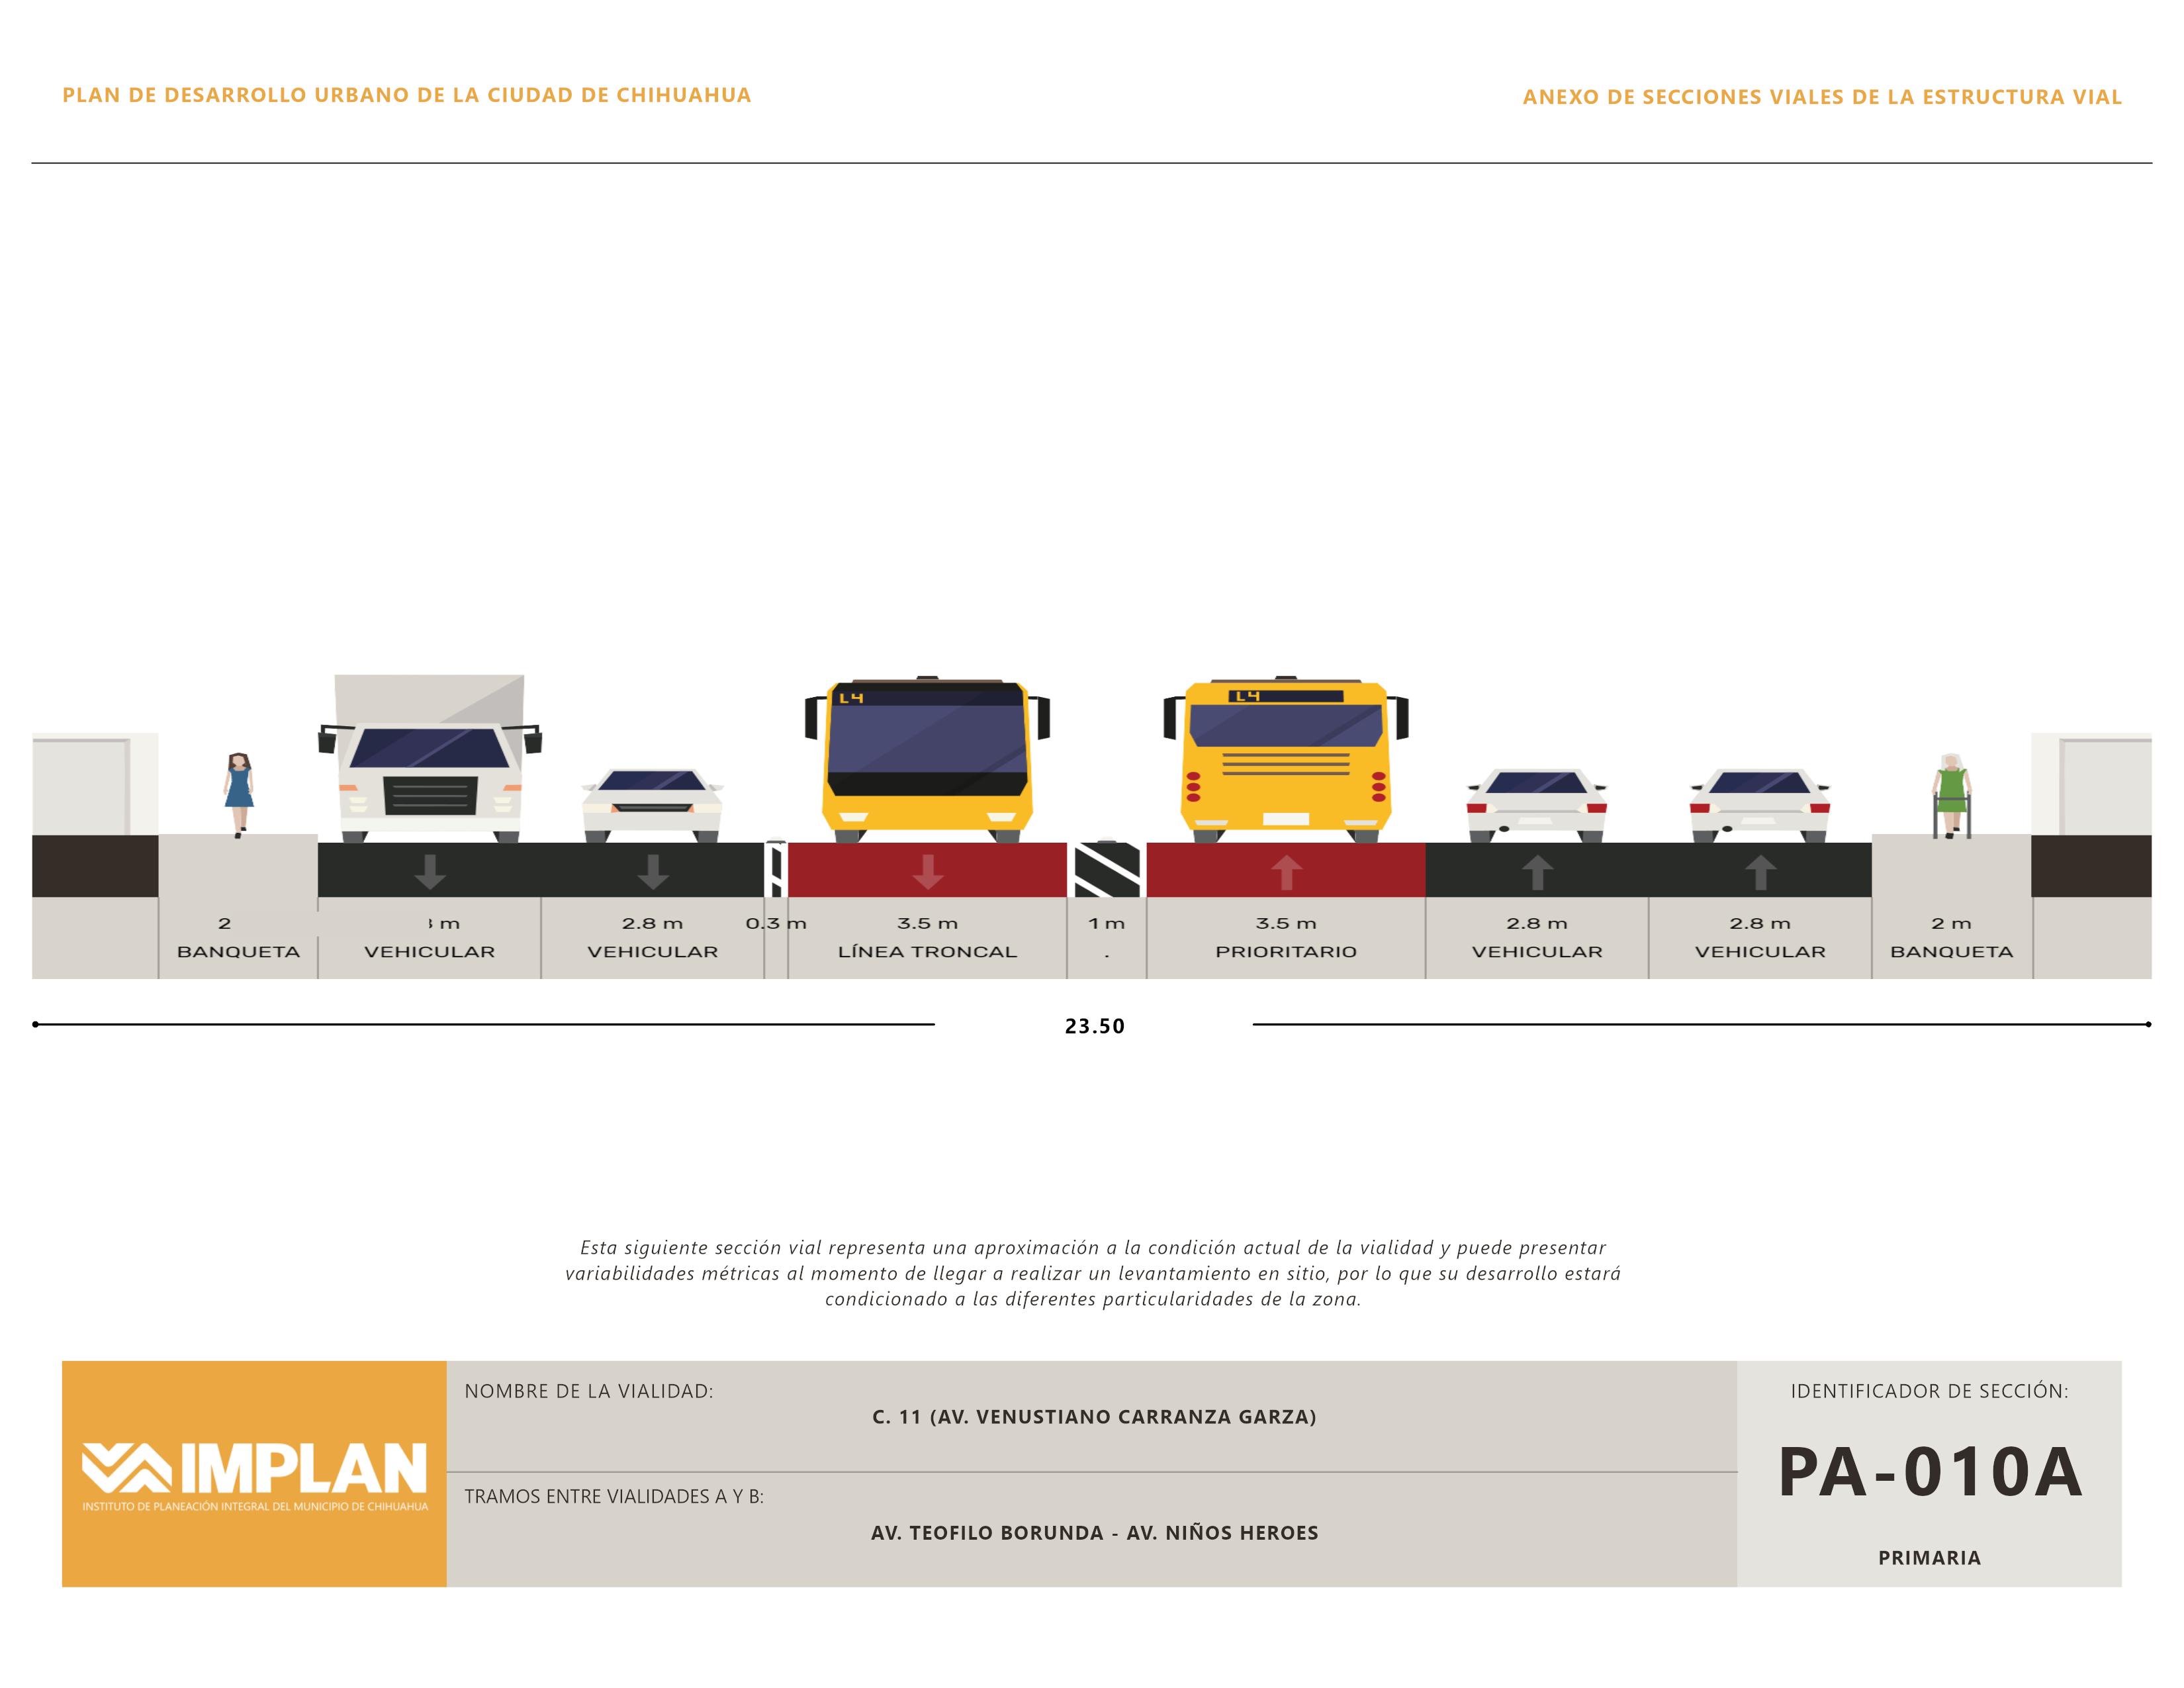 PLAN DE DESARROLLO URBANO DE LA CIUDAD DE CHIHUAHUA
ANEXO DE SECCIONES VIALES DE LA ESTRUCTURA VIAL
L4
L4
2 m 2.8 m 0.3 m 3.5 m 1 m 3.5 m 2.8 m 2.8 m 2 m
BANQUETA VEHICULAR VEHICULAR LÍNEA TRONCAL . PRIORITARIO VEHICULAR VEHICULAR BANQUETA
23.50
Esta siguiente sección vial representa una aproximación a la condición actual de la vialidad y puede presentar
variabilidades métricas al momento de llegar a realizar un levantamiento en sitio, por lo que su desarrollo estará
condicionado a las diferentes particularidades de la zona.
NOMBRE DE LA VIALIDAD:
C. 11 (AV. VENUSTIANO CARRANZA GARZA)
TRAMOS ENTRE VIALIDADES A Y B:
AV. TEOFILO BORUNDA - AV. NIÑOS HEROES
IMPLAN
INSTITUTO DE PLANEACIÓN INTEGRAL DEL MUNICIPIO DE CHIHUAHUA
IDENTIFICADOR DE SECCIÓN:
PA-010A
PRIMARIA